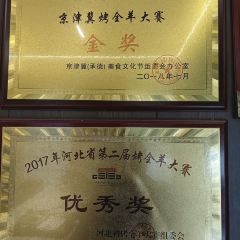 京津冀烤全羊大赛
金奖
京津冀(承德)美食文化节组委会办公室
二〇一八年一月
2017年河北省第二届烤全羊大赛
优秀奖